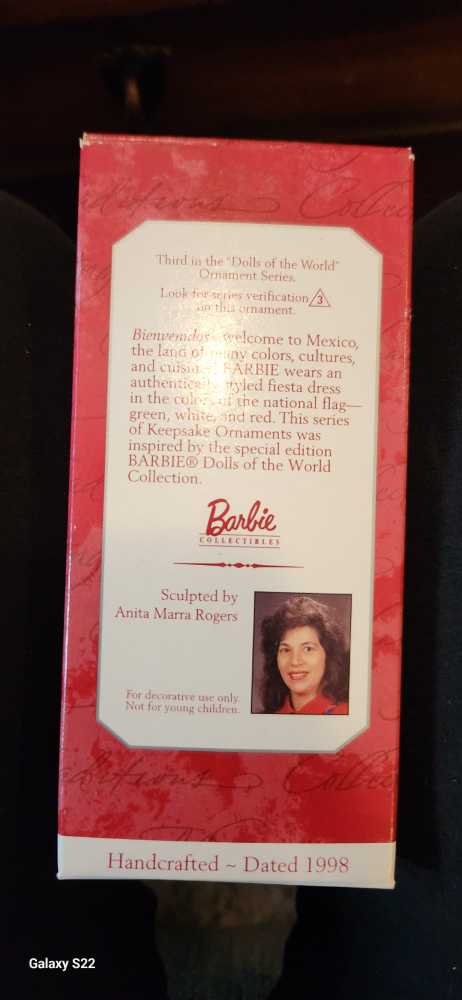 Traditions Collec
Third in the "Dolls of the World"
Ornament Series.
Look for series verification 3
on this ornament.
Bienvenidos welcome to Mexico,
the land of many colors, cultures,
and BARBIE wears an
authentically styled fiesta dress
in the colors of the national flag—
green, white, and red. This series
of Keepsake Ornaments was
inspired by the special edition
BARBIE® Dolls of the World
Collection.
Barbie
COLLECTIBLES
Sculpted by
Anita Marra Rogers
For decorative use only.
Not for young children.
Handcrafted ~ Dated 1998
Galaxy S22